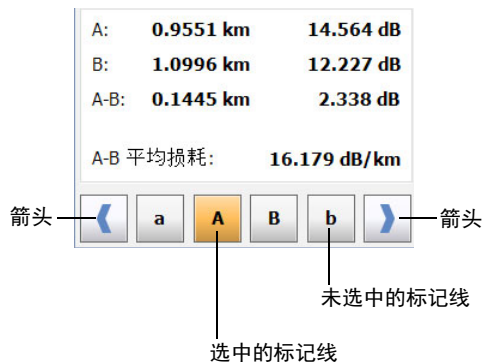 A: 0.9551 km 14.564 dB
B: 1.0996 km 12.227 dB
A-B: 0.1445 km 2.338 dB
A-B 平均损耗: 16.179 dB/km
箭头 a A B b 箭头
未选中的标记线
选中的标记线